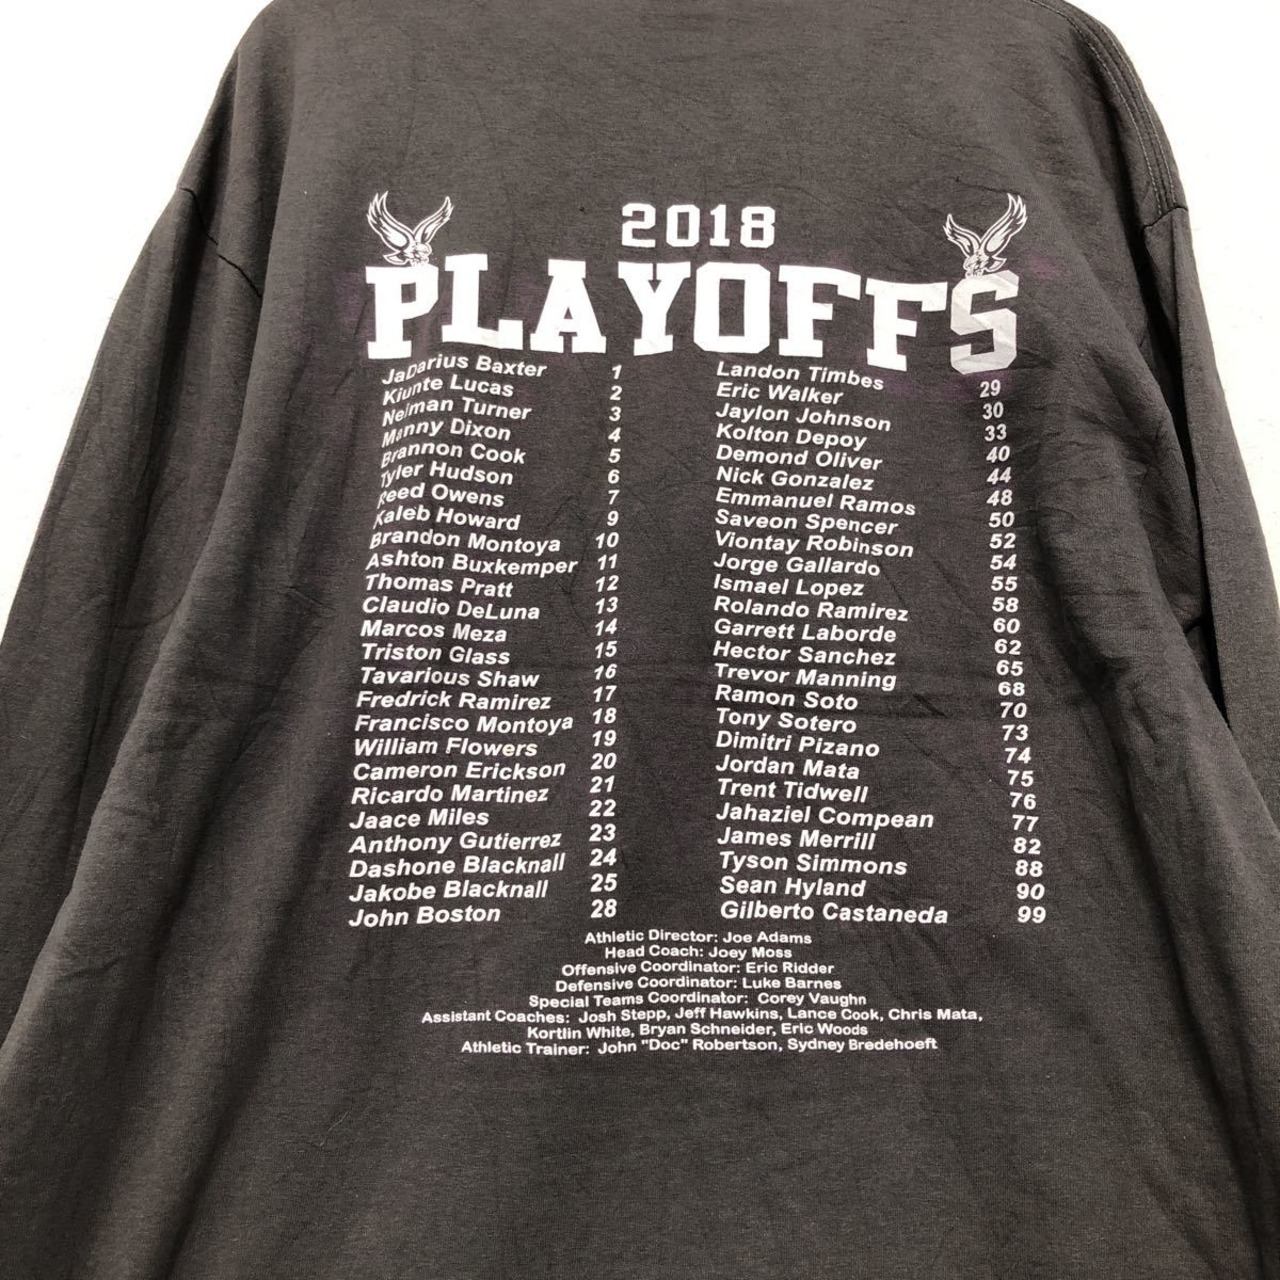 2018
PLAYOFFS
JaDarius Baxter 1
Kiunte Lucas 2
Neiman Turner 3
Manny Dixon 4
Brannon Cook 5
Tyler Hudson 6
Reed Owens 7
Kaleb Howard 9
Brandon Montoya 10
Ashton Buxkemper 11
Thomas Pratt 12
Claudio DeLuna 13
Marcos Meza 14
Triston Glass 15
Tavarious Shaw 16
Fredrick Ramirez 17
Francisco Montoya 18
William Flowers 19
Cameron Erickson 20
Ricardo Martinez 21
Jaace Miles 22
Anthony Gutierrez 23
Dashone Blacknall 24
Jakobe Blacknall 25
John Boston 28
Landon Timbes 29
Eric Walker 30
Jaylon Johnson 33
Kolton Depoy 40
Demond Oliver 44
Nick Gonzalez 48
Emmanuel Ramos 50
Saveon Spencer 52
Viontay Robinson 54
Jorge Gallardo 55
Ismael Lopez 58
Rolando Ramirez 60
Garrett Laborde 62
Hector Sanchez 65
Trevor Manning 68
Ramon Soto 70
Tony Sotero 73
Dimitri Pizano 74
Jordan Mata 75
Trent Tidwell 76
Jahaziel Compean 77
James Merrill 82
Tyson Simmons 88
Sean Hyland 90
Gilberto Castaneda 99
Athletic Director: Joe Adams
Head Coach: Joey Moss
Offensive Coordinator: Eric Ridder
Defensive Coordinator: Luke Barnes
Special Teams Coordinator: Corey Vaughn
Assistant Coaches: Josh Stepp, Jeff Hawkins, Lance Cook, Chris Mata,
Kortlin White, Bryan Schneider, Eric Woods
Athletic Trainer: John "Doc" Robertson, Sydney Bredehoeft